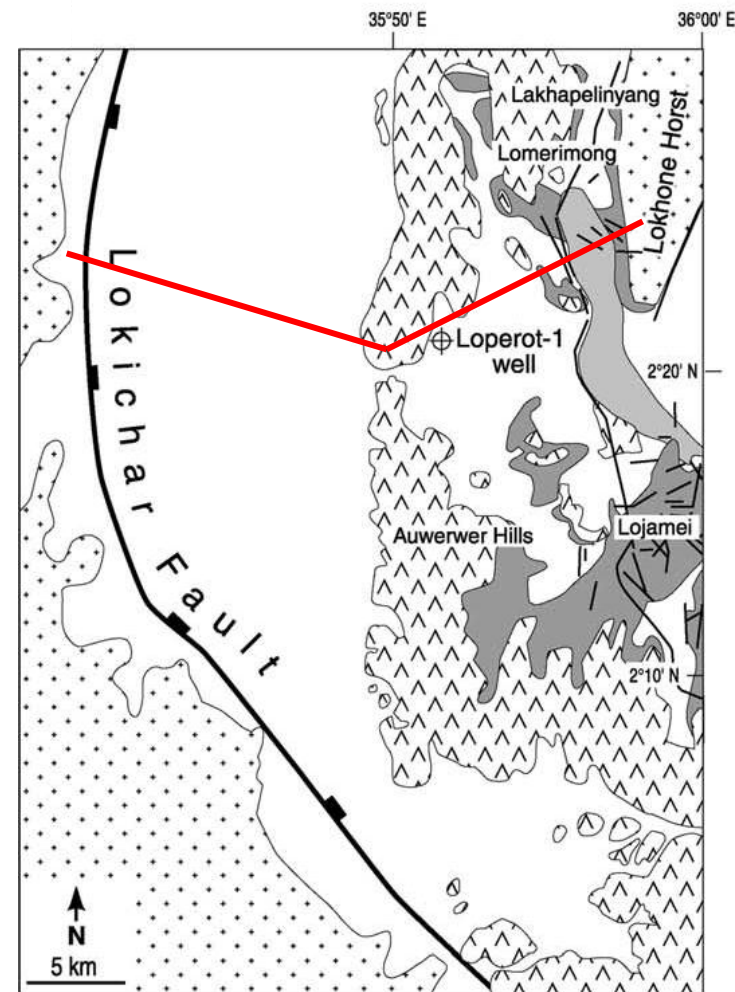 35°50' E
36°00' E
Lakhapelinyang
Lomerimong
Lokhone Horst
Lokichar Fault
Loperot-1
well
2°20' N
Auwerwer Hills
Lojamei
2°10' N
N
5 km